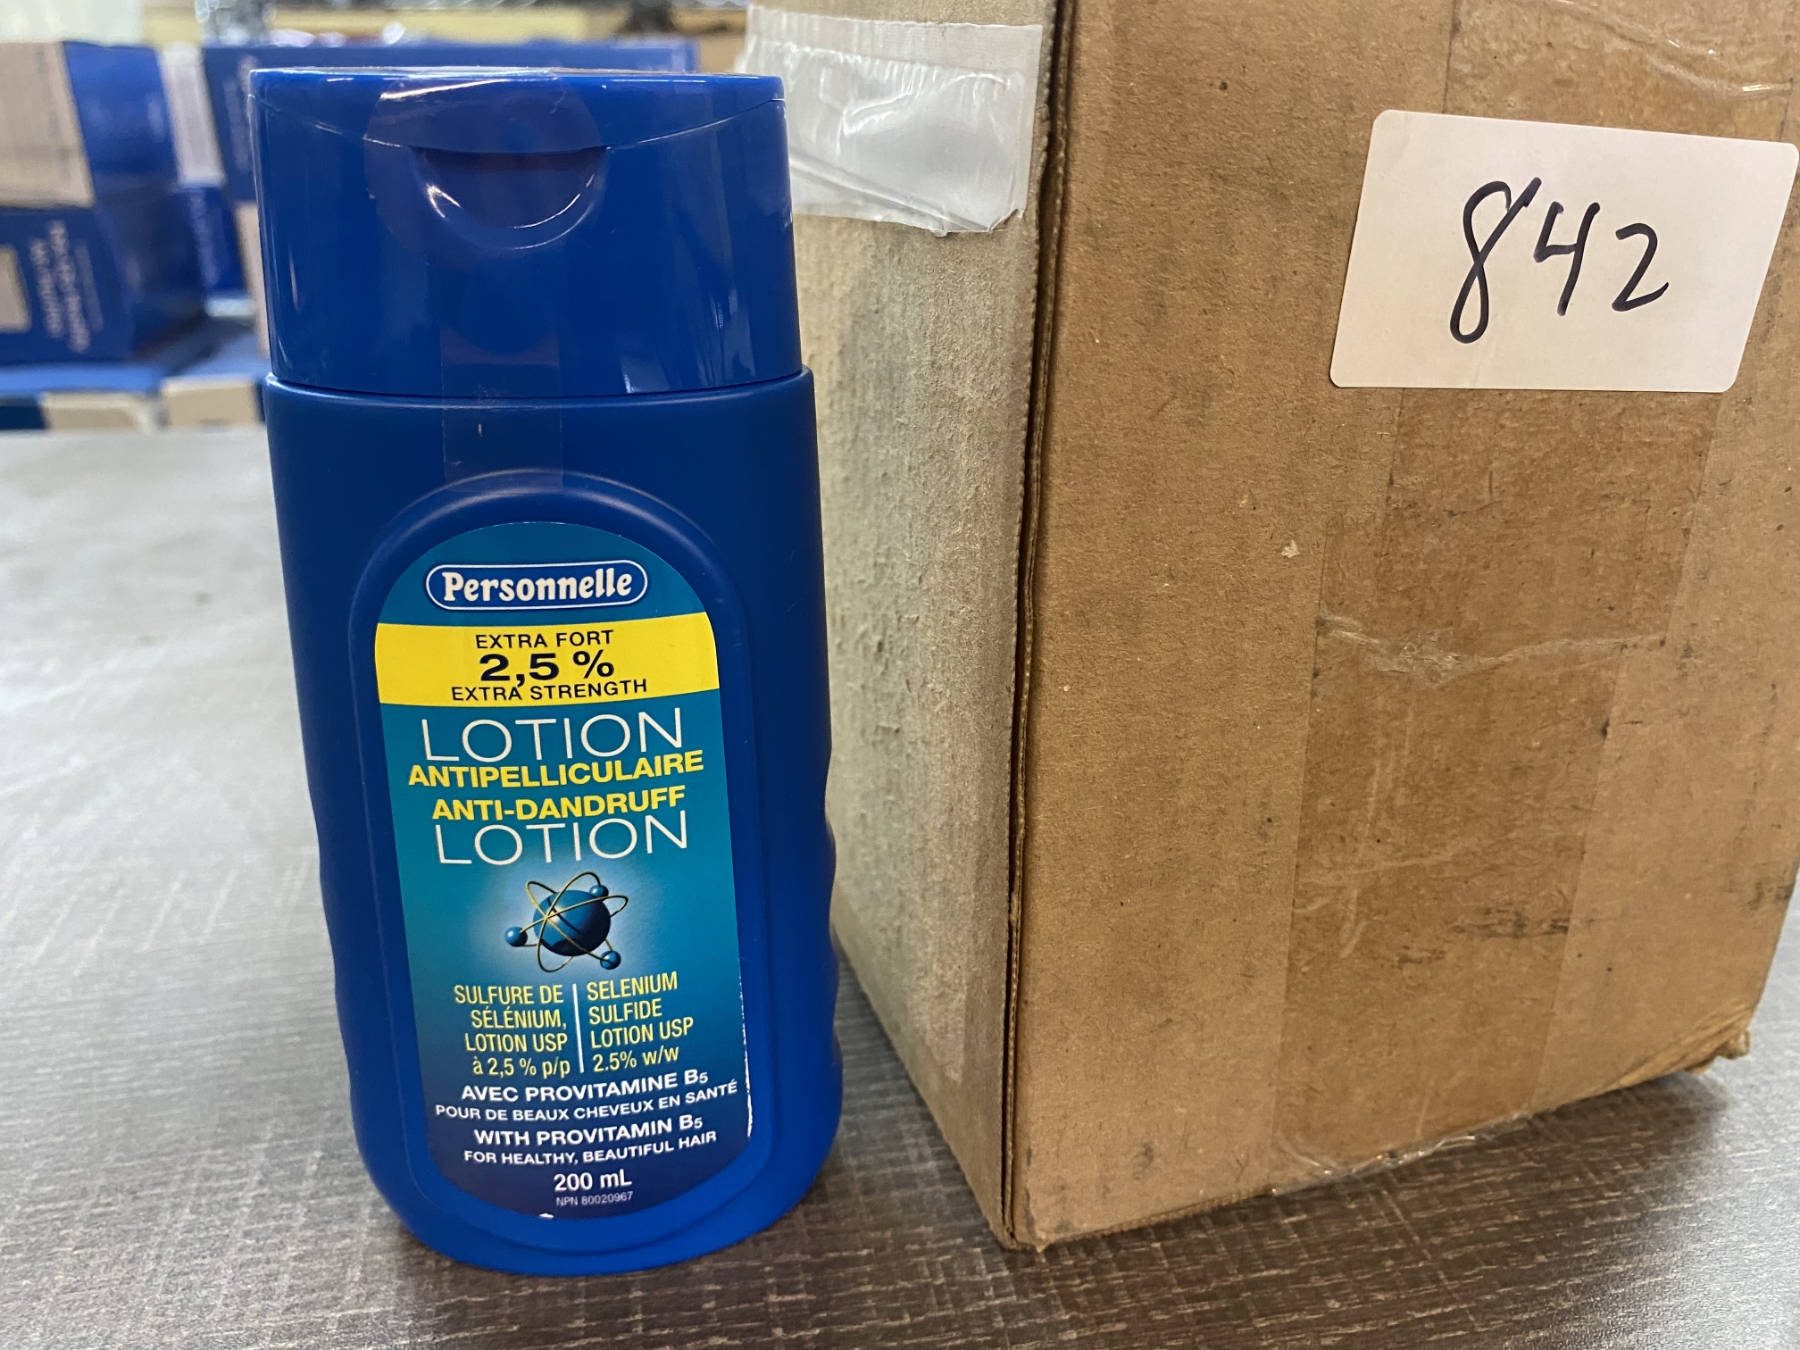 Personnelle
EXTRA FORT
2,5 %
EXTRA STRENGTH
LOTION
ANTIPELLICULAIRE
ANTI-DANDRUFF
LOTION
SULFURE DE
SÉLÉNIUM,
LOTION USP
à 2,5 % p/p
SELENIUM
SULFIDE
LOTION USP
2.5% w/w
AVEC PROVITAMINE B5
POUR DE BEAUX CHEVEUX EN SANTÉ
WITH PROVITAMIN B5
FOR HEALTHY, BEAUTIFUL HAIR
200 mL
NPN 80020967
842